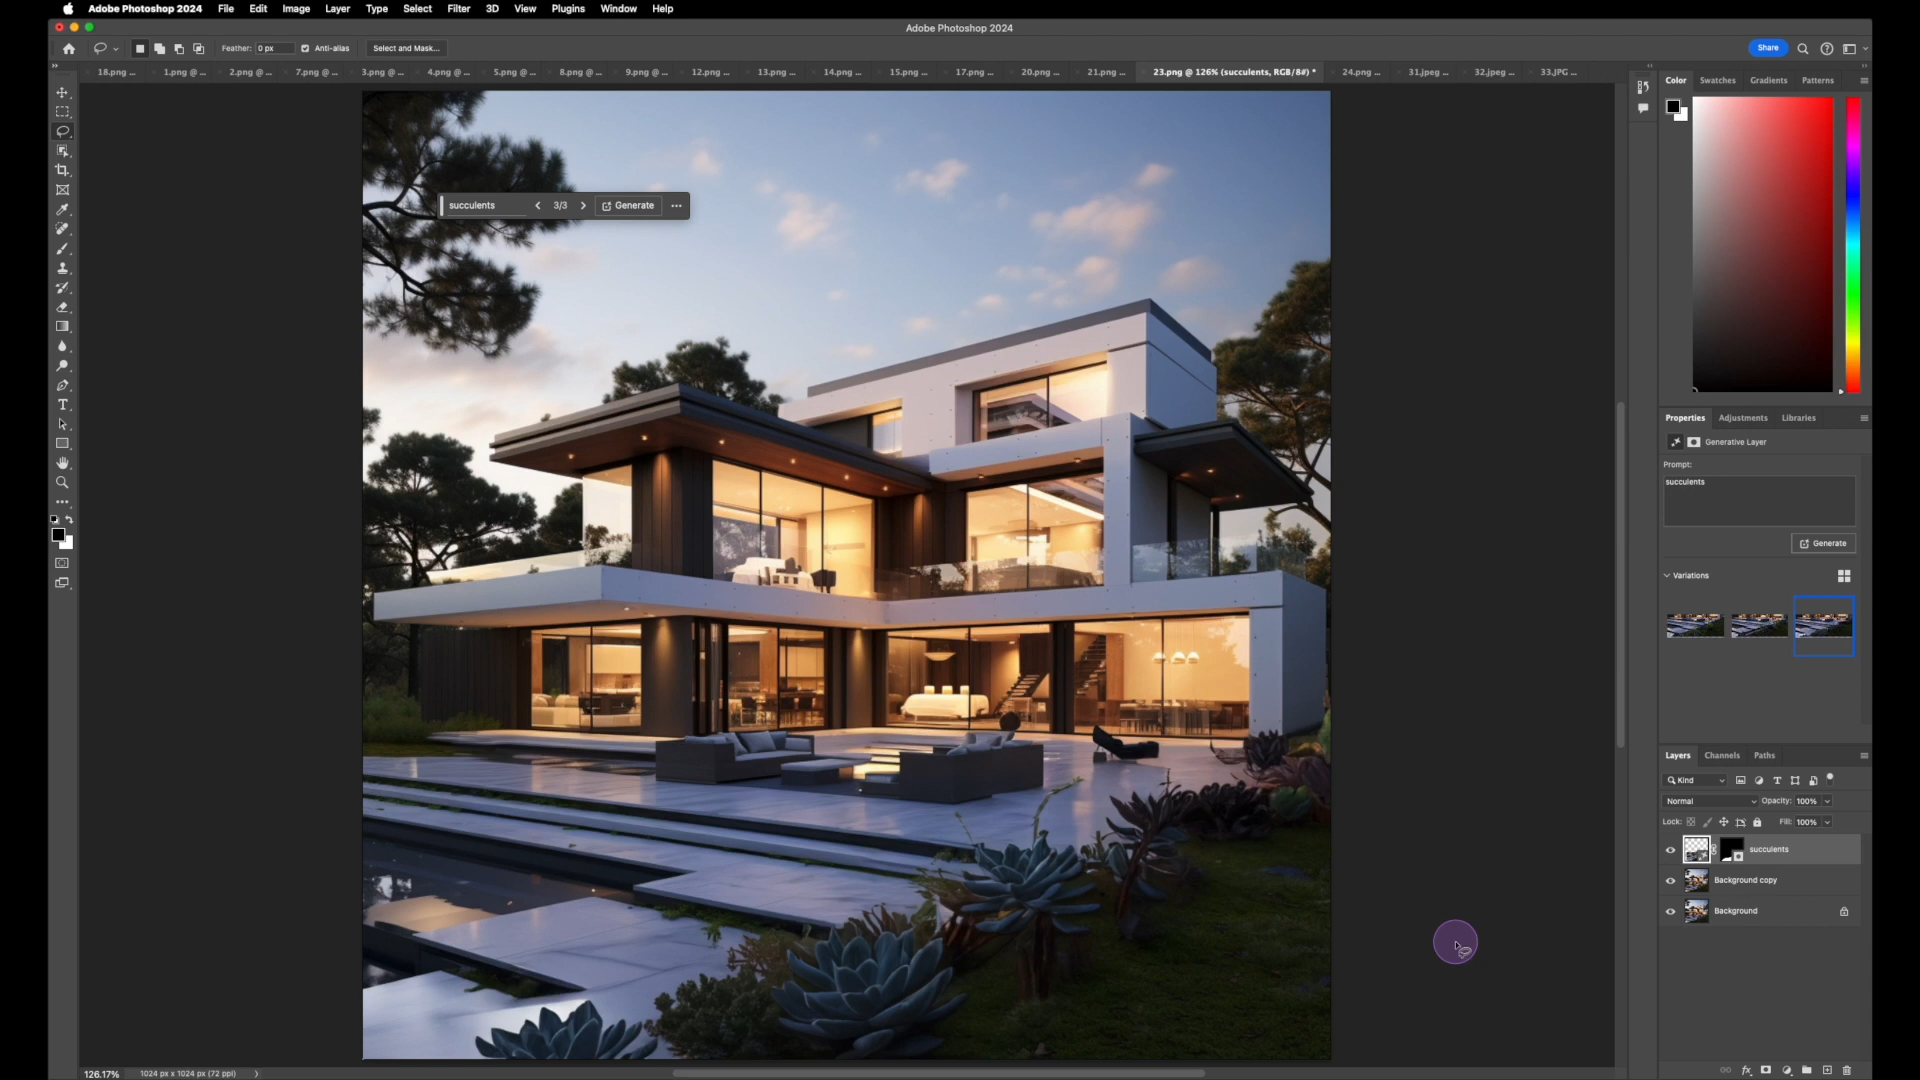 Adobe Photoshop 2024 File Edit Image Layer Type Select Filter 3D View Plugins Window Help
Adobe Photoshop 2024
Feather: 0 px Anti-alias Select and Mask... Share
18.png @ ... 1.png @ ... 2.png @ ... 7.png @ ... 3.png @ ... 4.png @ ... 5.png @ ... 8.png @ ... 9.png @ ... 12.png ... 13.png ... 14.png ... 15.png ... 17.png ... 20.png ... 21.png ... 23.png @ 126% (succulents, RGB/8#) * 24.png ... 31.jpeg ... 32.jpeg ... 33.JPG ...
Color Swatches Gradients Patterns
succulents 3/3 Generate ...
Properties Adjustments Libraries
Generative Layer
Prompt:
succulents
Generate
Variations
Layers Channels Paths
Kind
Normal Opacity: 100%
Lock: Fill: 100%
succulents
Background copy
Background
126.17% 1024 px x 1024 px (72 ppi)